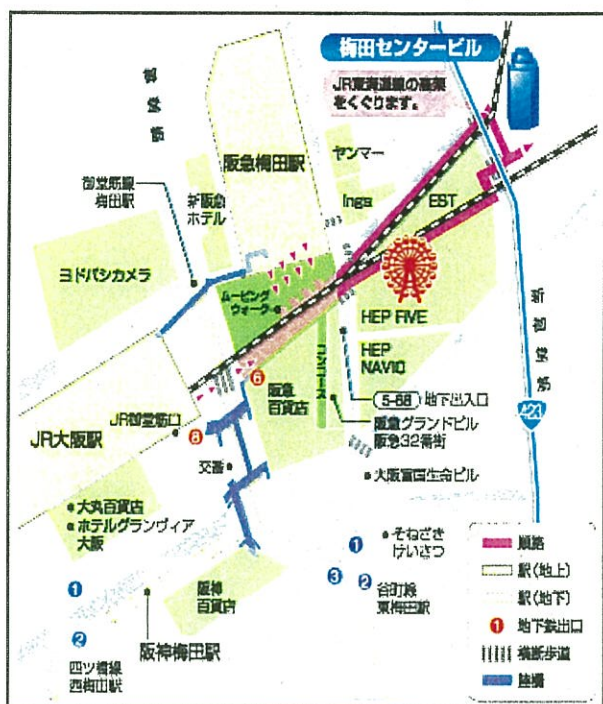 梅田センタービル
JR東海道線の高架
をくぐります。
御堂筋
阪急梅田駅
ヤンマー
御堂筋線
梅田駅
新阪急
ホテル
Ings
EST
ヨドバシカメラ
ムービング
ウォーク
HEP FIVE
HEP
NAVIO
新御堂筋
423
6
コンコース
5-68 地下出入口
阪急
百貨店
阪急グランドビル
阪急32番街
JR御堂筋口
8
JR大阪駅
交番
大阪富国生命ビル
大丸百貨店
ホテルグランヴィア
大阪
1
そねざき
けいさつ
3
2
谷町線
東梅田駅
阪神
百貨店
1
2
阪神梅田駅
四ツ橋線
西梅田駅
順路
駅(地上)
駅(地下)
1 地下鉄出口
横断歩道
陸橋